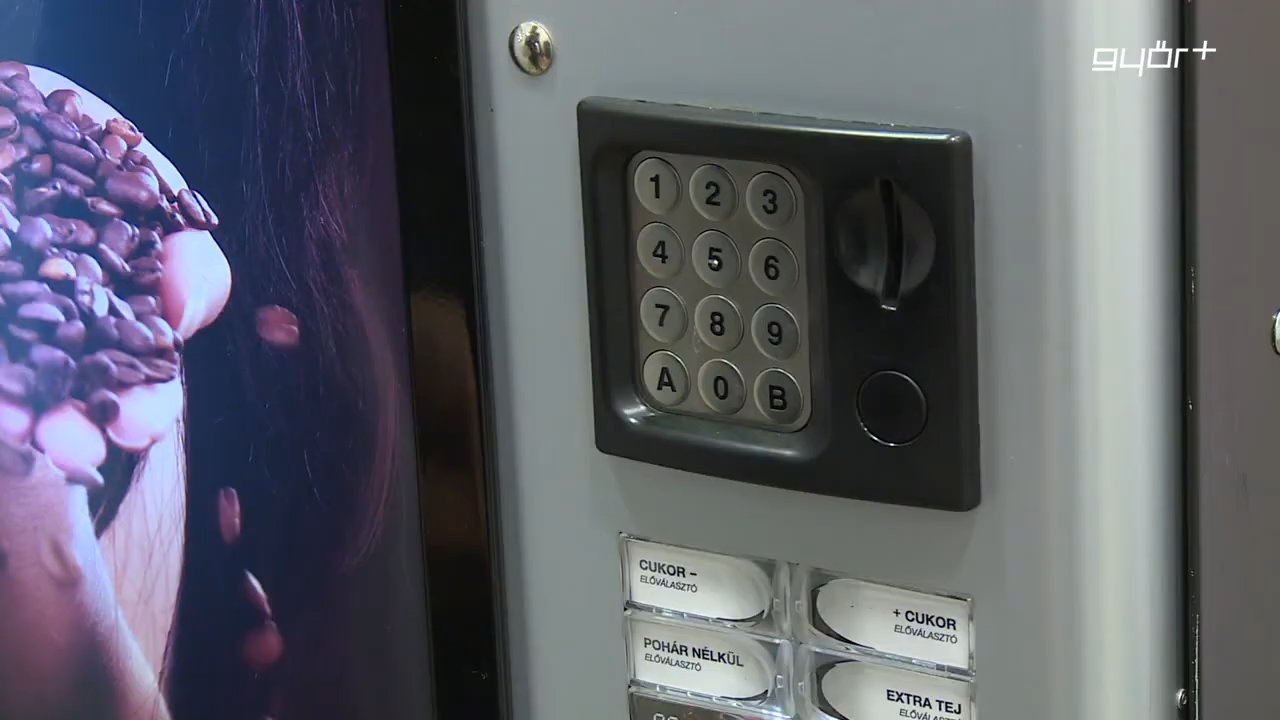 győr+
1 2 3
4 5 6
7 8 9
A 0 B
CUKOR –
ELŐVÁLASZTÓ
+ CUKOR
ELŐVÁLASZTÓ
POHÁR NÉLKÜL
ELŐVÁLASZTÓ
EXTRA TEJ
ELŐVÁLASZTÓ